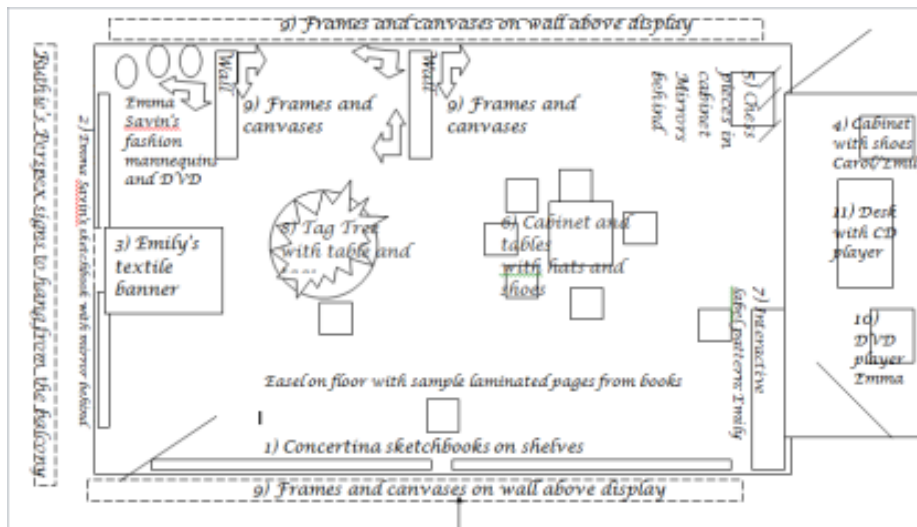 9) Frames and canvases on wall above display
Ruthie's Perspex signs to hang from the balcony
2) Emma Savin's sketchbook with mirror behind
Emma
Savin's
fashion
mannequins
and DVD
Wall
9) Frames and
canvases
Wall
9) Frames and
canvases
5) Chess
pieces in
cabinet
Mirrors
behind
4) Cabinet
with shoes
Carol/Emil
11) Desk
with CD
player
10)
DVD
player
Emma
3) Emily's
textile
banner
8) Tag Tree
with table and
6) Cabinet and
tables
with hats and
shoes
7) Interactive
label pattern Emily
Easel on floor with sample laminated pages from books
1) Concertina sketchbooks on shelves
9) Frames and canvases on wall above display